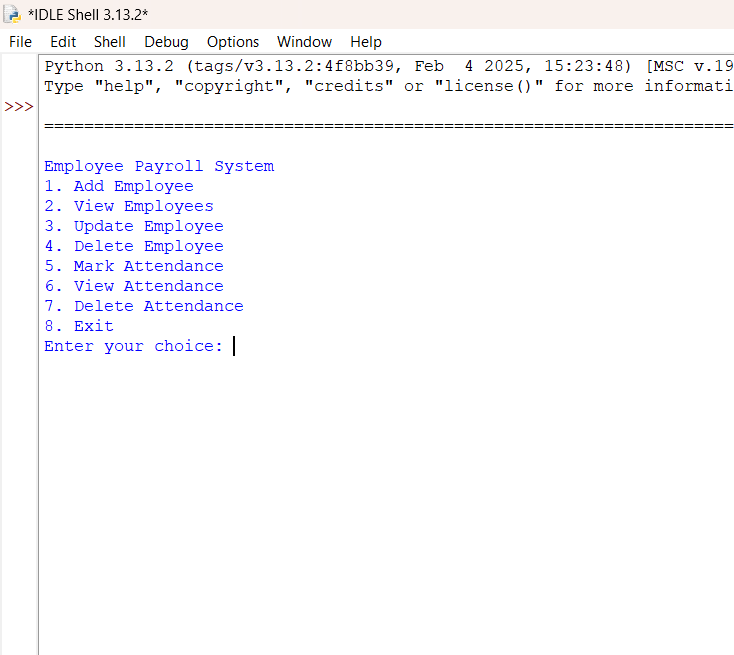 *IDLE Shell 3.13.2*
File Edit Shell Debug Options Window Help
Python 3.13.2 (tags/v3.13.2:4f8bb39, Feb  4 2025, 15:23:48) [MSC v.19
Type "help", "copyright", "credits" or "license()" for more informati
>>>
=====================================================================
Employee Payroll System
1. Add Employee
2. View Employees
3. Update Employee
4. Delete Employee
5. Mark Attendance
6. View Attendance
7. Delete Attendance
8. Exit
Enter your choice: